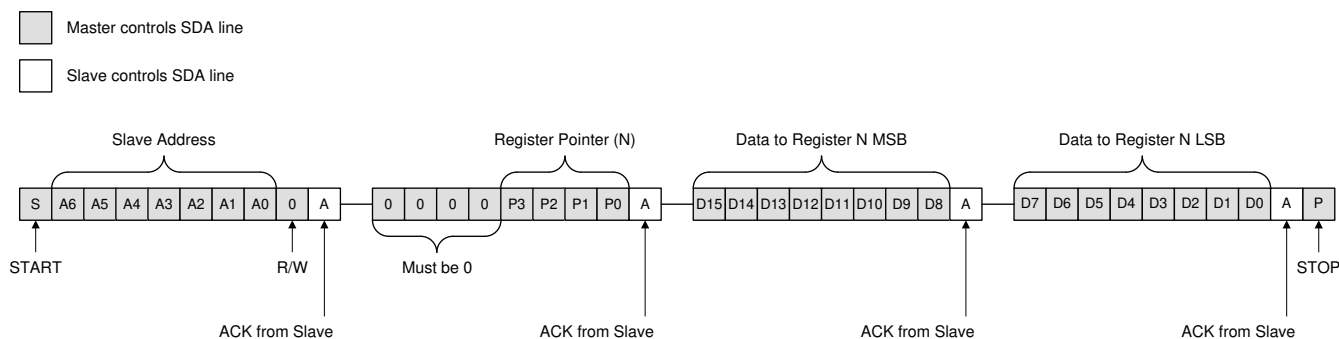 Master controls SDA line
Slave controls SDA line
Slave Address
Register Pointer (N)
Data to Register N MSB
Data to Register N LSB
S A6 A5 A4 A3 A2 A1 A0 0 A 0 0 0 0 P3 P2 P1 P0 A D15 D14 D13 D12 D11 D10 D9 D8 A D7 D6 D5 D4 D3 D2 D1 D0 A P
START R/W Must be 0 STOP
ACK from Slave ACK from Slave ACK from Slave ACK from Slave